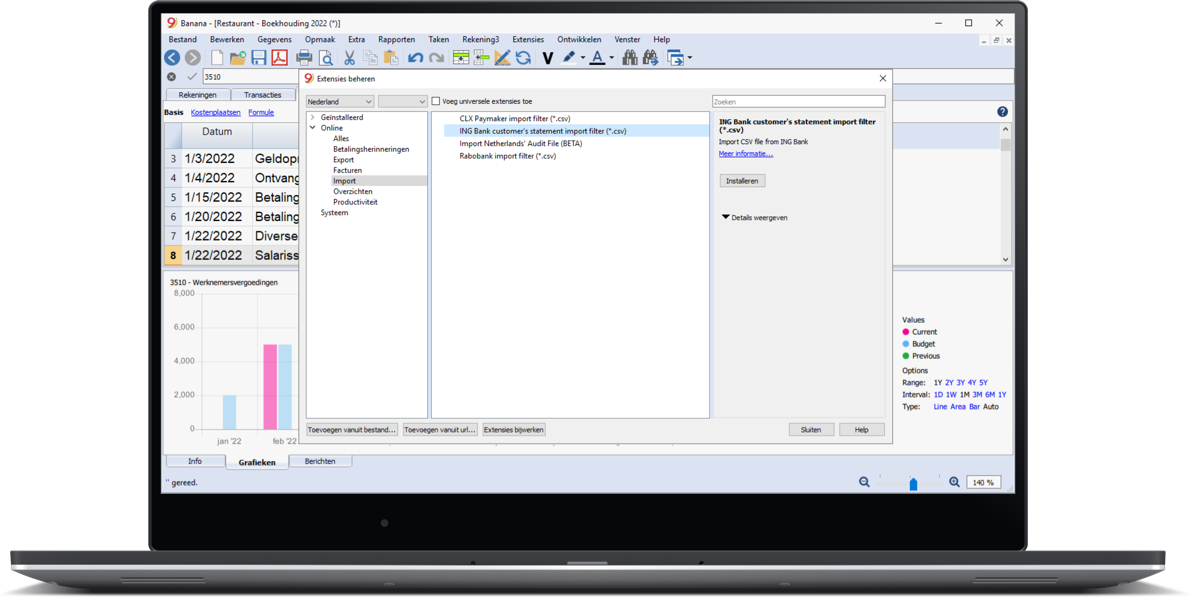 Banana - [Restaurant - Boekhouding 2022 (*)]
Bestand Bewerken Gegevens Opmaak Extra Rapporten Taken Rekening3 Extensies Ontwikkelen Venster Help
3510
Extensies beheren
Rekeningen Transacties
Nederland Voeg universele extensies toe Zoeken
Basis Kostenplaatsen Formule
Datum
3 1/3/2022 Geldopr
4 1/4/2022 Ontvang
5 1/15/2022 Betaling
6 1/20/2022 Betaling
7 1/22/2022 Diverse
8 1/22/2022 Salariss
Geïnstalleerd
Online
Alles
Betalingsherinneringen
Export
Facturen
Import
Overzichten
Productiviteit
Systeem
CLX Paymaker import filter (*.csv)
ING Bank customer's statement import filter (*.csv)
Import Netherlands' Audit File (BETA)
Rabobank import filter (*.csv)
ING Bank customer's statement import filter
(*.csv)
Import CSV file from ING Bank
Meer informatie...
Installeren
Details weergeven
3510 - Werknemersvergoedingen
8,000
6,000
4,000
2,000
0
jan '22 feb '22
Values
Current
Budget
Previous
Options
Range: 1Y 2Y 3Y 4Y 5Y
Interval: 1D 1W 1M 3M 6M 1Y
Type: Line Area Bar Auto
Toevoegen vanuit bestand... Toevoegen vanuit url... Extensies bijwerken Sluiten Help
Info Grafieken Berichten
'' gereed. 140 %